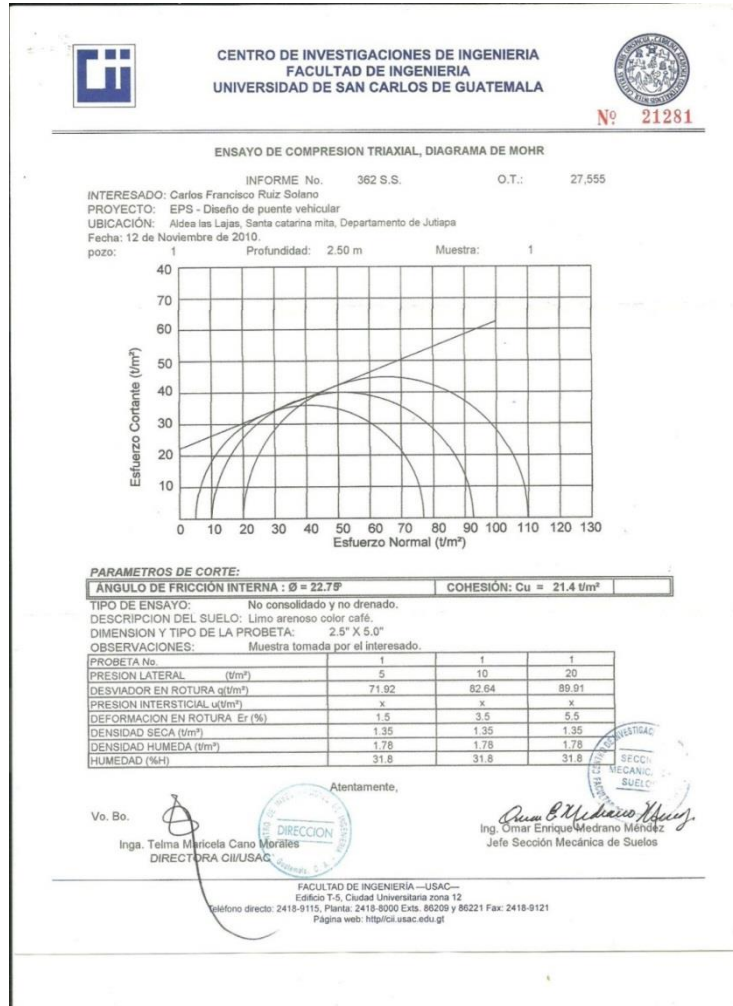 CENTRO DE INVESTIGACIONES DE INGENIERIA
FACULTAD DE INGENIERIA
UNIVERSIDAD DE SAN CARLOS DE GUATEMALA
Nº 21281
ENSAYO DE COMPRESION TRIAXIAL, DIAGRAMA DE MOHR
INFORME No. 362 S.S. O.T.: 27,555
INTERESADO: Carlos Francisco Ruiz Solano
PROYECTO: EPS - Diseño de puente vehicular
UBICACIÓN: Aldea las Lajas, Santa catarina mita, Departamento de Jutiapa
Fecha: 12 de Noviembre de 2010.
pozo: 1 Profundidad: 2.50 m Muestra: 1
Esfuerzo Cortante (t/m²)
40
70
60
50
40
30
20
10
0 10 20 30 40 50 60 70 80 90 100 110 120 130
Esfuerzo Normal (t/m²)
PARAMETROS DE CORTE:
ÁNGULO DE FRICCIÓN INTERNA : Ø = 22.75º COHESIÓN: Cu = 21.4 t/m²
TIPO DE ENSAYO: No consolidado y no drenado.
DESCRIPCION DEL SUELO: Limo arenoso color café.
DIMENSION Y TIPO DE LA PROBETA: 2.5" X 5.0"
OBSERVACIONES: Muestra tomada por el interesado.
PROBETA No. 1 1 1
PRESION LATERAL (t/m²) 5 10 20
DESVIADOR EN ROTURA q(t/m²) 71.92 82.64 89.91
PRESION INTERSTICIAL u(t/m²) x x x
DEFORMACION EN ROTURA Er (%) 1.5 3.5 5.5
DENSIDAD SECA (t/m³) 1.35 1.35 1.35
DENSIDAD HUMEDA (t/m³) 1.78 1.78 1.78
HUMEDAD (%H) 31.8 31.8 31.8
Atentamente,
Vo. Bo.
DIRECCION
Inga. Telma Maricela Cano Morales
DIRECTORA CII/USAC
Ing. Omar Enrique Medrano Méndez
Jefe Sección Mecánica de Suelos
FACULTAD DE INGENIERÍA —USAC—
Edificio T-5, Ciudad Universitaria zona 12
Teléfono directo: 2418-9115, Planta: 2418-8000 Exts. 86209 y 86221 Fax: 2418-9121
Página web: http//cii.usac.edu.gt